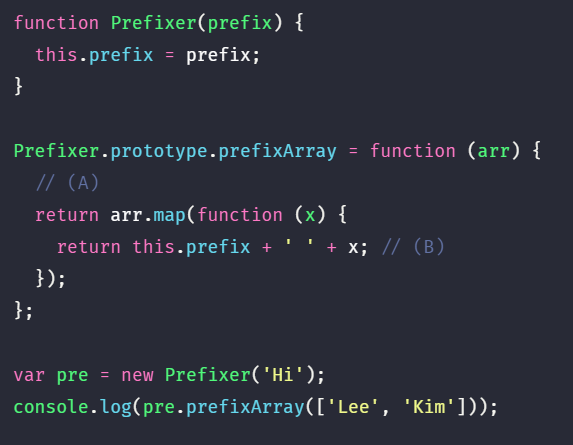 function Prefixer(prefix) {
  this.prefix = prefix;
}

Prefixer.prototype.prefixArray = function (arr) {
  // (A)
  return arr.map(function (x) {
    return this.prefix + ' ' + x; // (B)
  });
};

var pre = new Prefixer('Hi');
console.log(pre.prefixArray(['Lee', 'Kim']));